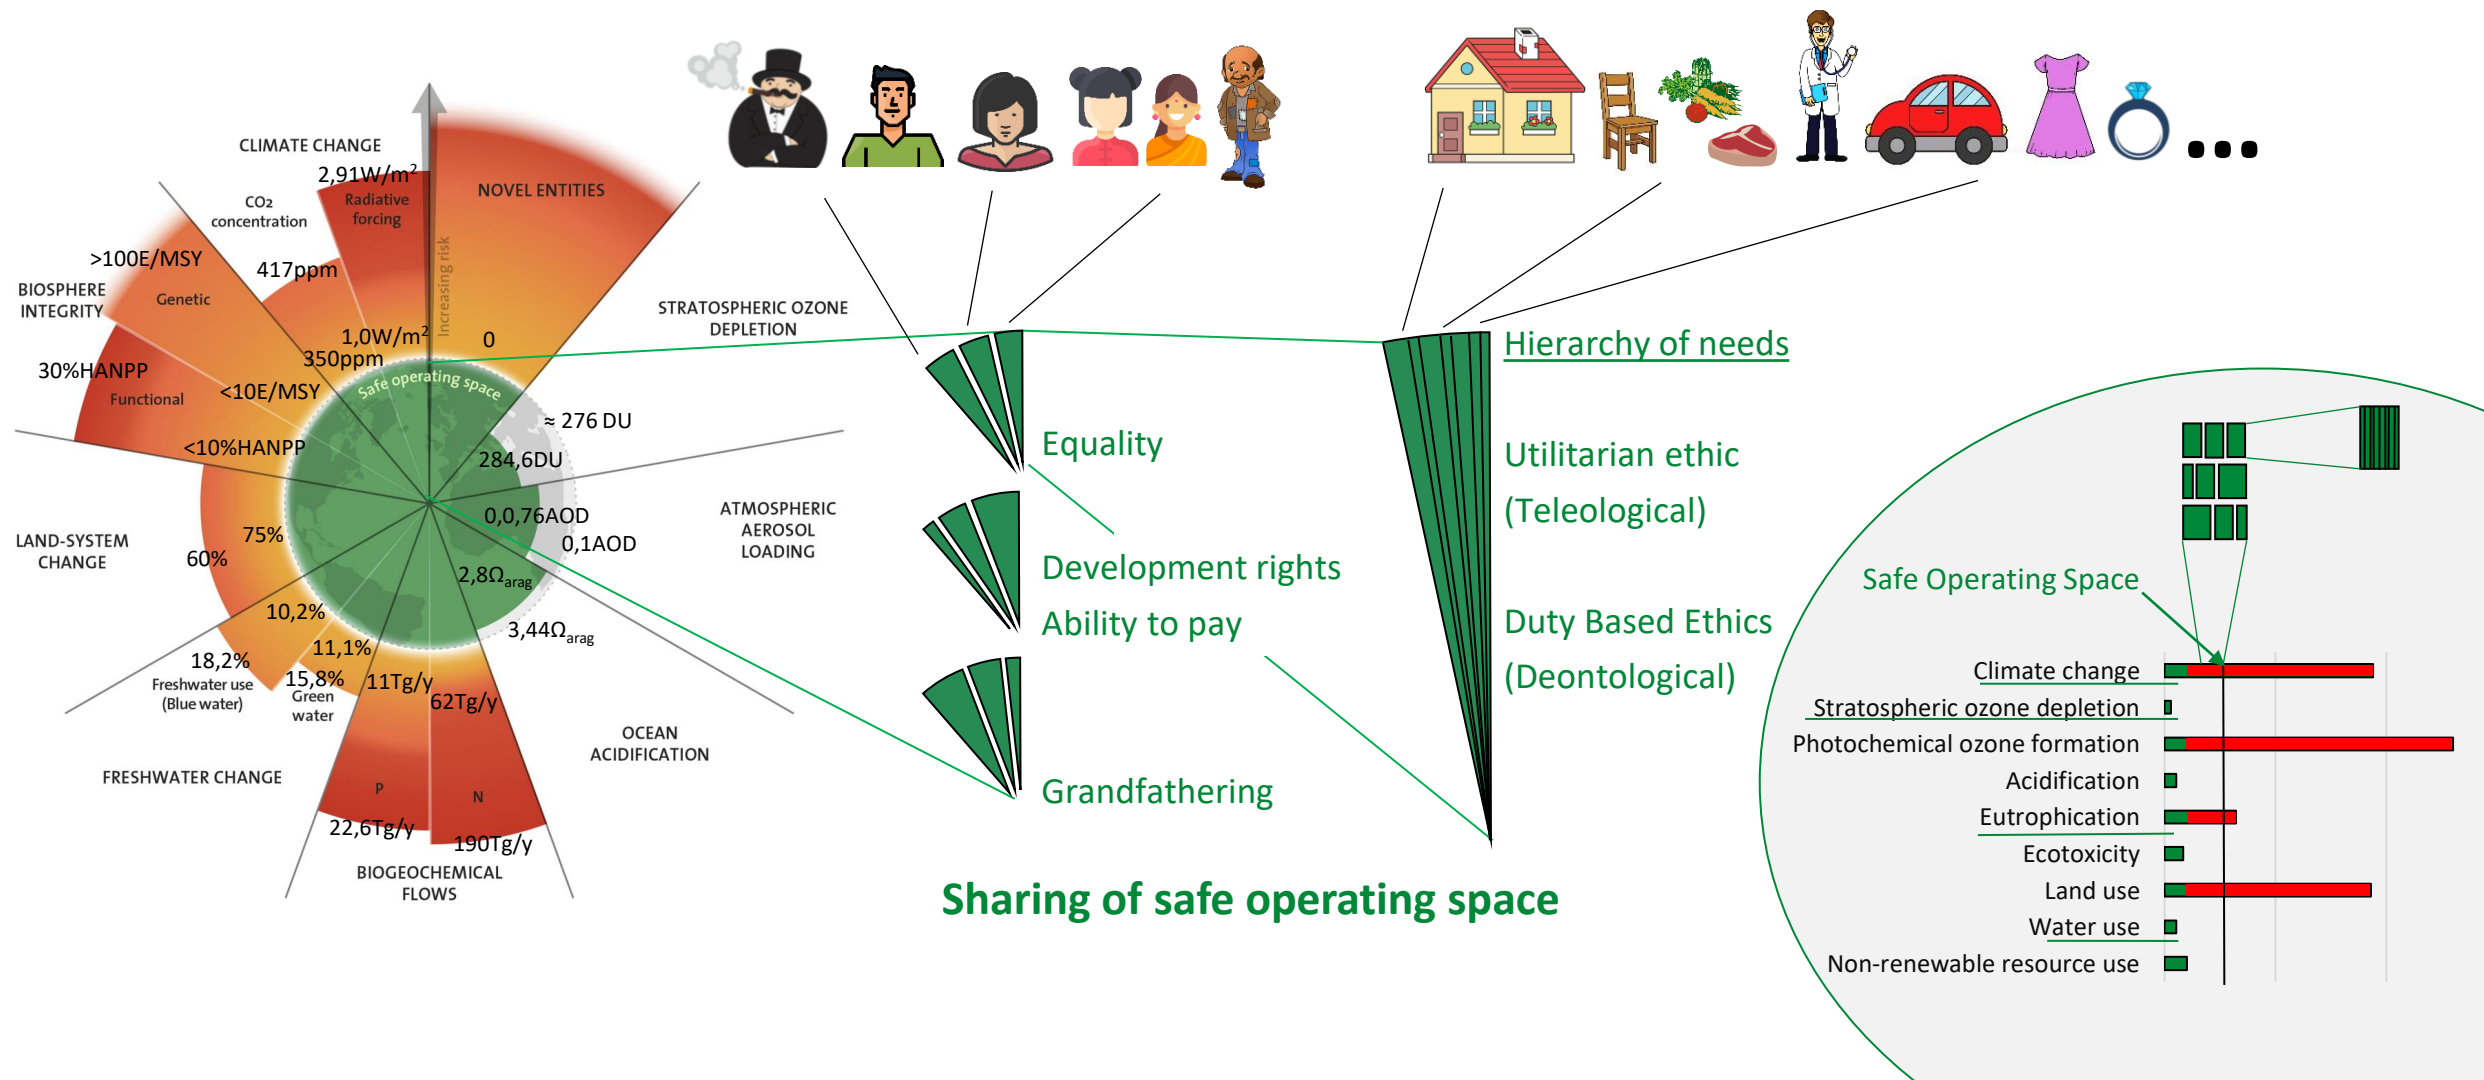 CLIMATE CHANGE
2,91W/m²
Radiative
forcing
CO2
concentration
417ppm
NOVEL ENTITIES
Increasing risk
>100E/MSY
BIOSPHERE
INTEGRITY
Genetic
1,0W/m²
350ppm
0
STRATOSPHERIC OZONE
DEPLETION
30%HANPP
Functional
<10E/MSY
Safe operating space
≈ 276 DU
<10%HANPP
284,6DU
LAND-SYSTEM
CHANGE
75%
60%
0,0,76AOD
0,1AOD
ATMOSPHERIC
AEROSOL
LOADING
2,8Ωarag
3,44Ωarag
10,2%
11,1%
18,2%
Freshwater use
(Blue water)
15,8%
Green
water
11Tg/y
62Tg/y
OCEAN
ACIDIFICATION
FRESHWATER CHANGE
P
N
22,6Tg/y
190Tg/y
BIOGEOCHEMICAL
FLOWS
Equality
Development rights
Ability to pay
Grandfathering
Hierarchy of needs
Utilitarian ethic
(Teleological)
Duty Based Ethics
(Deontological)
Sharing of safe operating space
Safe Operating Space
Climate change
Stratospheric ozone depletion
Photochemical ozone formation
Acidification
Eutrophication
Ecotoxicity
Land use
Water use
Non-renewable resource use